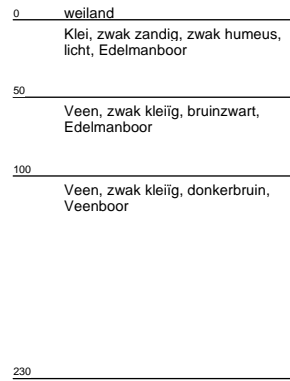 0 weiland
Klei, zwak zandig, zwak humeus,
licht, Edelmanboor
50
Veen, zwak kleiïg, bruinzwart,
Edelmanboor
100
Veen, zwak kleiïg, donkerbruin,
Veenboor
230